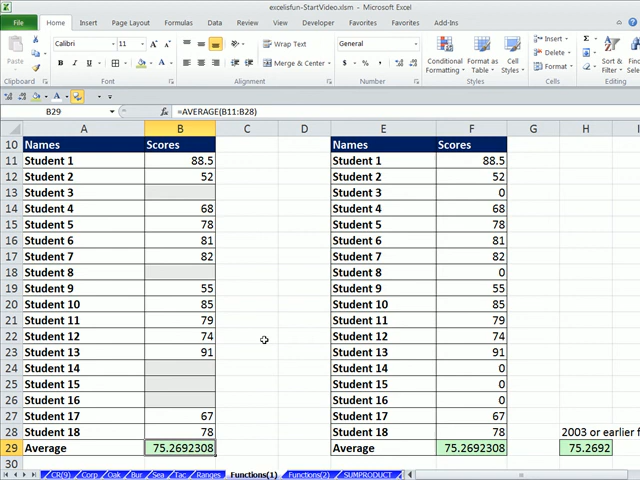 excelisfun-StartVideo.xlsm - Microsoft Excel
File Home Insert Page Layout Formulas Data Review View Developer Favorites Favorites Add-Ins
Paste Calibri 11 A A Wrap Text General Conditional Formatting Format as Table Cell Styles Insert Delete Format Sort & Filter
B I U Merge & Center $ % ,
Clipboard Font Alignment Number Styles Cells
B29 fx =AVERAGE(B11:B28)
A B C D E F G H
10 Names Scores Names Scores
11 Student 1 88.5 Student 1 88.5
12 Student 2 52 Student 2 52
13 Student 3 Student 3 0
14 Student 4 68 Student 4 68
15 Student 5 78 Student 5 78
16 Student 6 81 Student 6 81
17 Student 7 82 Student 7 82
18 Student 8 Student 8 0
19 Student 9 55 Student 9 55
20 Student 10 85 Student 10 85
21 Student 11 79 Student 11 79
22 Student 12 74 Student 12 74
23 Student 13 91 Student 13 91
24 Student 14 Student 14 0
25 Student 15 Student 15 0
26 Student 16 Student 16 0
27 Student 17 67 Student 17 67
28 Student 18 78 Student 18 78 2003 or earlier f
29 Average 75.2692308 Average 75.2692308 75.2692
30
CR(9) Corp Oak Bur Sea Tac Ranges Functions(1) Functions(2) SUMPRODUCT